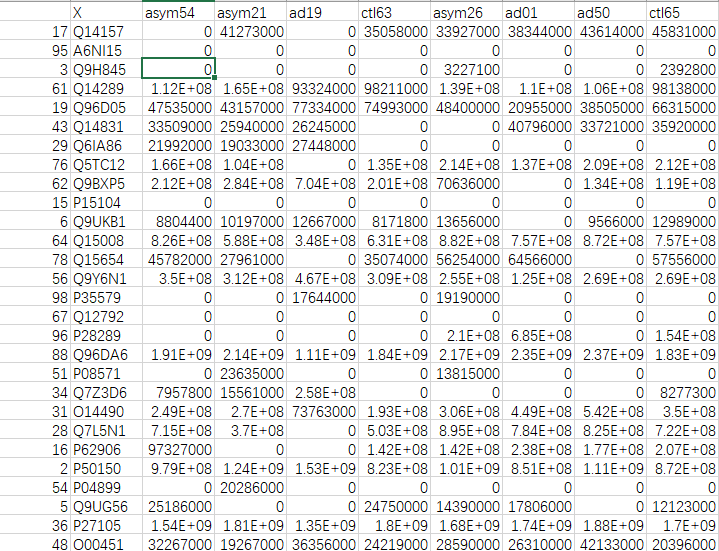 X asym54 asym21 ad19 ctl63 asym26 ad01 ad50 ctl65
17 Q14157 0 41273000 0 35058000 33927000 38344000 43614000 45831000
95 A6NI15 0 0 0 0 0 0 0 0
3 Q9H845 0 0 0 0 3227100 0 0 2392800
61 Q14289 1.12E+08 1.65E+08 93324000 98211000 1.39E+08 1.1E+08 1.06E+08 98138000
19 Q96D05 47535000 43157000 77334000 74993000 48400000 20955000 38505000 66315000
43 Q14831 33509000 25940000 26245000 0 0 40796000 33721000 35920000
29 Q6IA86 21992000 19033000 27448000 0 0 0 0 0
76 Q5TC12 1.66E+08 1.04E+08 0 1.35E+08 2.14E+08 1.37E+08 2.09E+08 2.12E+08
62 Q9BXP5 2.12E+08 2.84E+08 7.04E+08 2.01E+08 70636000 0 1.34E+08 1.19E+08
15 P15104 0 0 0 0 0 0 0 0
6 Q9UKB1 8804400 10197000 12667000 8171800 13656000 0 9566000 12989000
64 Q15008 8.26E+08 5.88E+08 3.48E+08 6.31E+08 8.82E+08 7.57E+08 8.72E+08 7.57E+08
78 Q15654 45782000 27961000 0 35074000 56254000 64566000 0 57556000
56 Q9Y6N1 3.5E+08 3.12E+08 4.67E+08 3.09E+08 2.55E+08 1.25E+08 2.69E+08 2.69E+08
98 P35579 0 0 17644000 0 19190000 0 0 0
67 Q12792 0 0 0 0 0 0 0 0
96 P28289 0 0 0 0 2.1E+08 6.85E+08 0 1.54E+08
88 Q96DA6 1.91E+09 2.14E+09 1.11E+09 1.84E+09 2.17E+09 2.35E+09 2.37E+09 1.83E+09
51 P08571 0 23635000 0 0 13815000 0 0 0
34 Q7Z3D6 7957800 15561000 2.58E+08 0 0 0 0 8277300
31 O14490 2.49E+08 2.7E+08 73763000 1.93E+08 3.06E+08 4.49E+08 5.42E+08 3.5E+08
28 Q7L5N1 7.15E+08 3.7E+08 0 5.03E+08 8.95E+08 7.84E+08 8.25E+08 7.22E+08
16 P62906 97327000 0 0 1.42E+08 1.42E+08 2.38E+08 1.77E+08 2.07E+08
2 P50150 9.79E+08 1.24E+09 1.53E+09 8.23E+08 1.01E+09 8.51E+08 1.11E+09 8.72E+08
54 P04899 0 20286000 0 0 0 0 0 0
5 Q9UG56 25186000 0 0 24750000 14390000 17806000 0 12123000
36 P27105 1.54E+09 1.81E+09 1.35E+09 1.8E+09 1.68E+09 1.74E+09 1.88E+09 1.7E+09
48 O00451 32267000 19267000 36356000 24219000 28590000 26310000 42133000 20396000